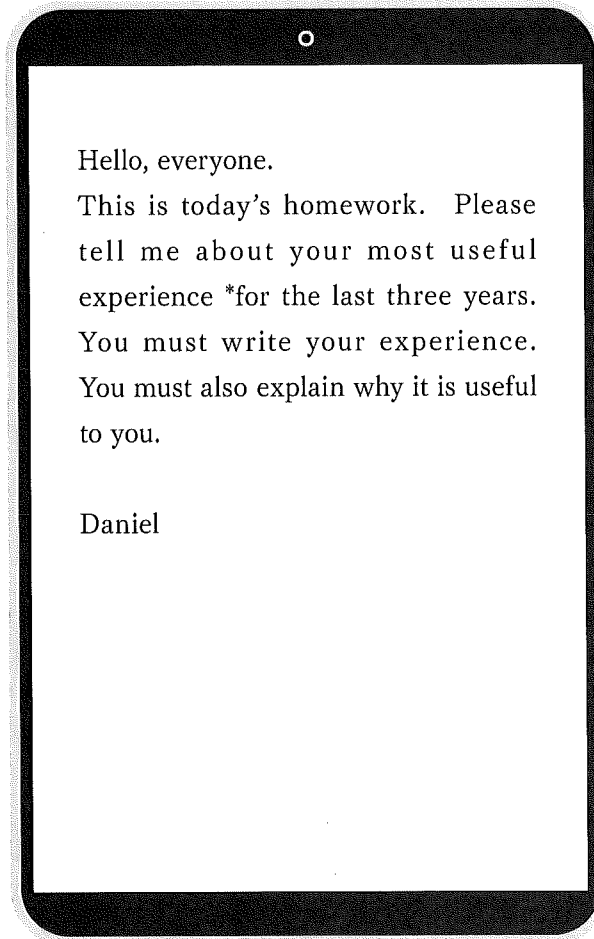 Hello, everyone.
This is today's homework. Please
tell me about your most useful
experience *for the last three years.
You must write your experience.
You must also explain why it is useful
to you.
Daniel